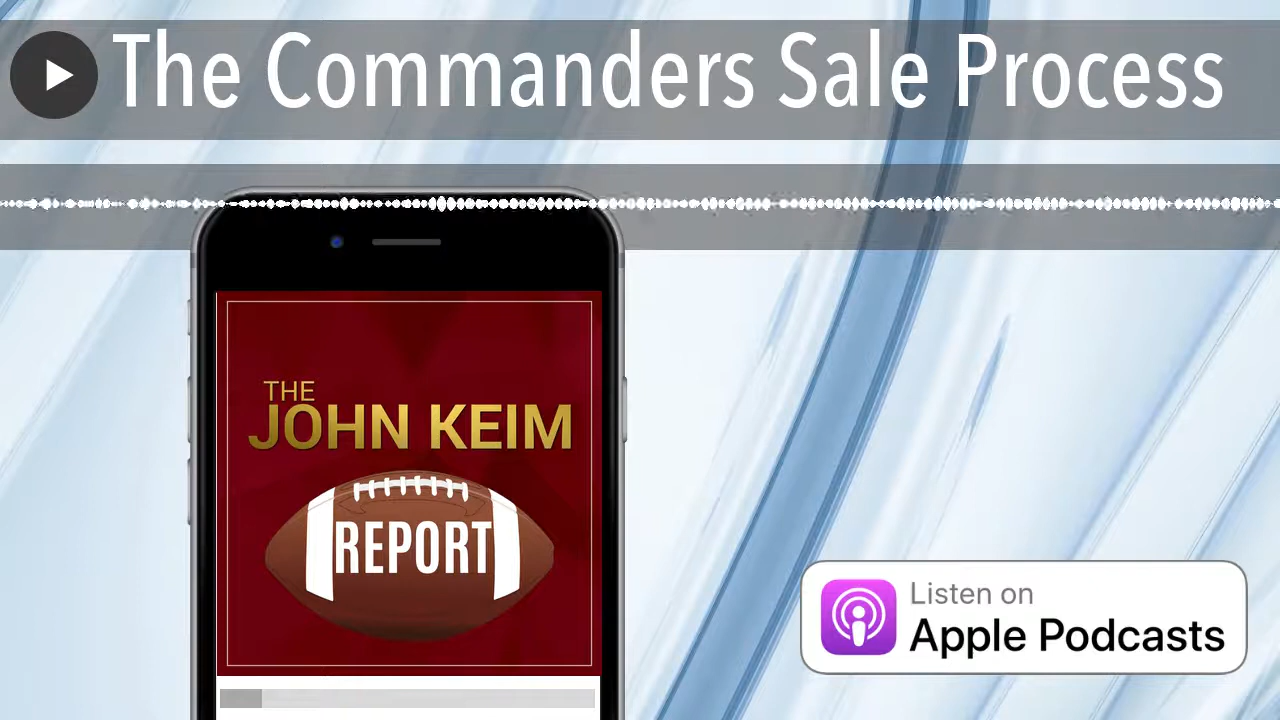 The Commanders Sale Process
THE
JOHN KEIM
REPORT
Listen on
Apple Podcasts